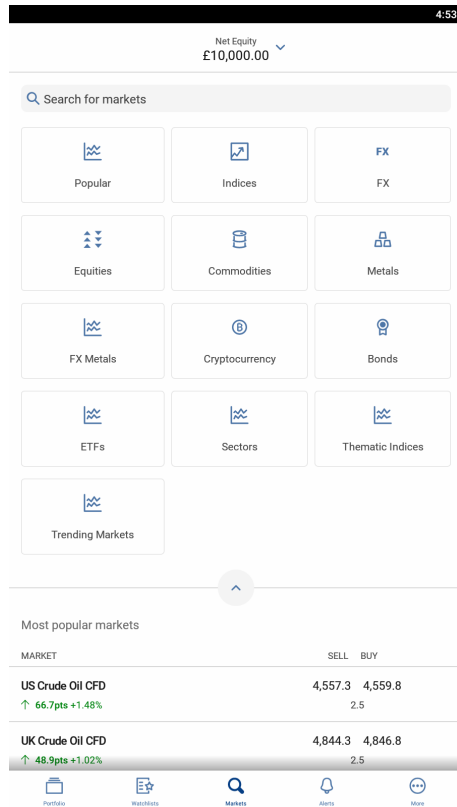 4:53
Net Equity
£10,000.00
Search for markets
Popular
Indices
FX
FX
Equities
Commodities
Metals
FX Metals
B
Cryptocurrency
Bonds
ETFs
Sectors
Thematic Indices
Trending Markets
Most popular markets
MARKET SELL BUY
US Crude Oil CFD 4,557.3 4,559.8
↑ 66.7pts +1.48% 2.5
UK Crude Oil CFD 4,844.3 4,846.8
↑ 48.9pts +1.02% 2.5
Portfolio Watchlists Markets Alerts More